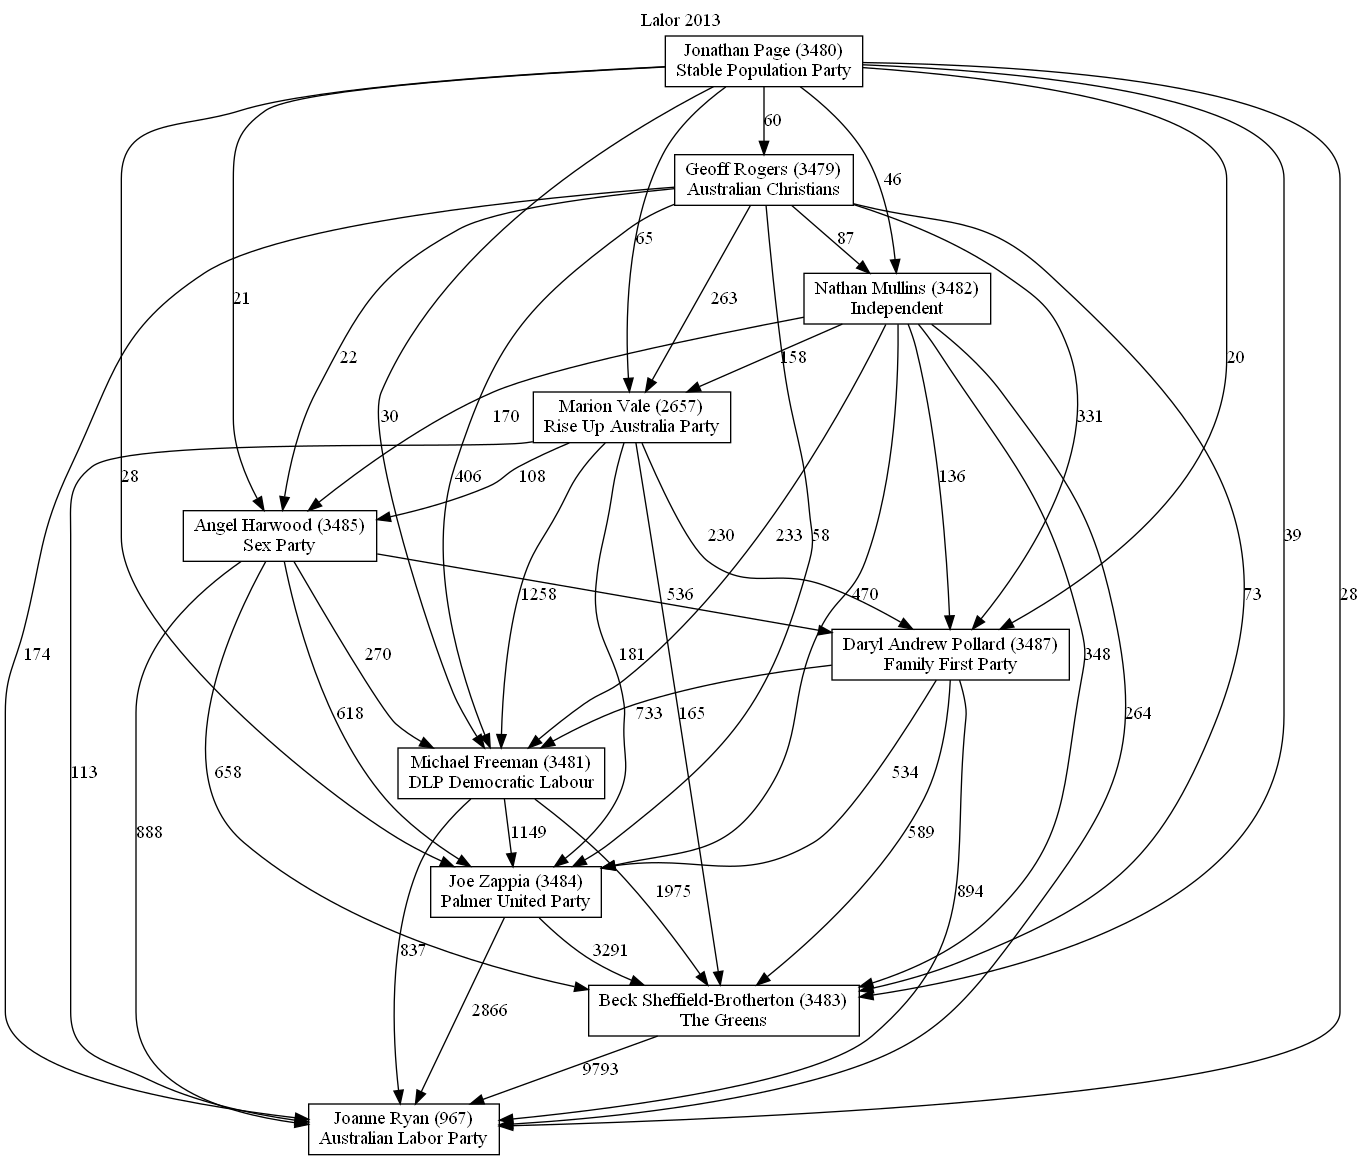 Lalor 2013
Jonathan Page (3480)
Stable Population Party
60
Geoff Rogers (3479)
Australian Christians
46
65
87
263
Nathan Mullins (3482)
Independent
21
22
158
20
Marion Vale (2657)
Rise Up Australia Party
30
170
331
28
406
108
136
Angel Harwood (3485)
Sex Party
230
233
58
39
1258
536
470
73
28
Daryl Andrew Pollard (3487)
Family First Party
174
270
181
348
618
733
165
264
Michael Freeman (3481)
DLP Democratic Labour
113
658
534
888
1149
589
Joe Zappia (3484)
Palmer United Party
1975
894
837
3291
Beck Sheffield-Brotherton (3483)
The Greens
2866
9793
Joanne Ryan (967)
Australian Labor Party